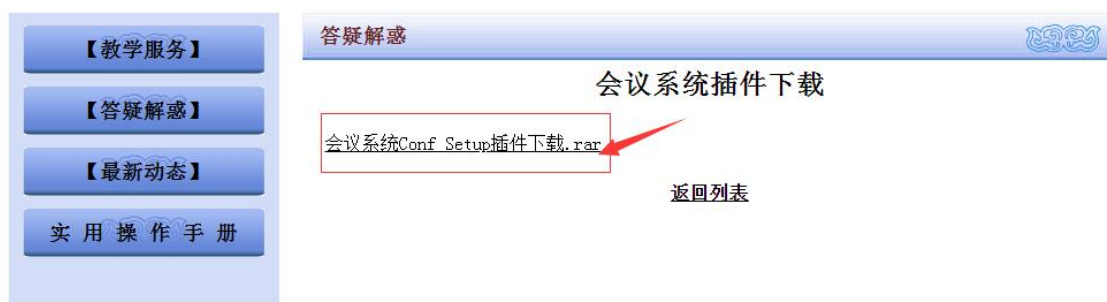 【教学服务】
【答疑解惑】
【最新动态】
实用操作手册
答疑解惑
会议系统插件下载
会议系统Conf Setup插件下载.rar
返回列表